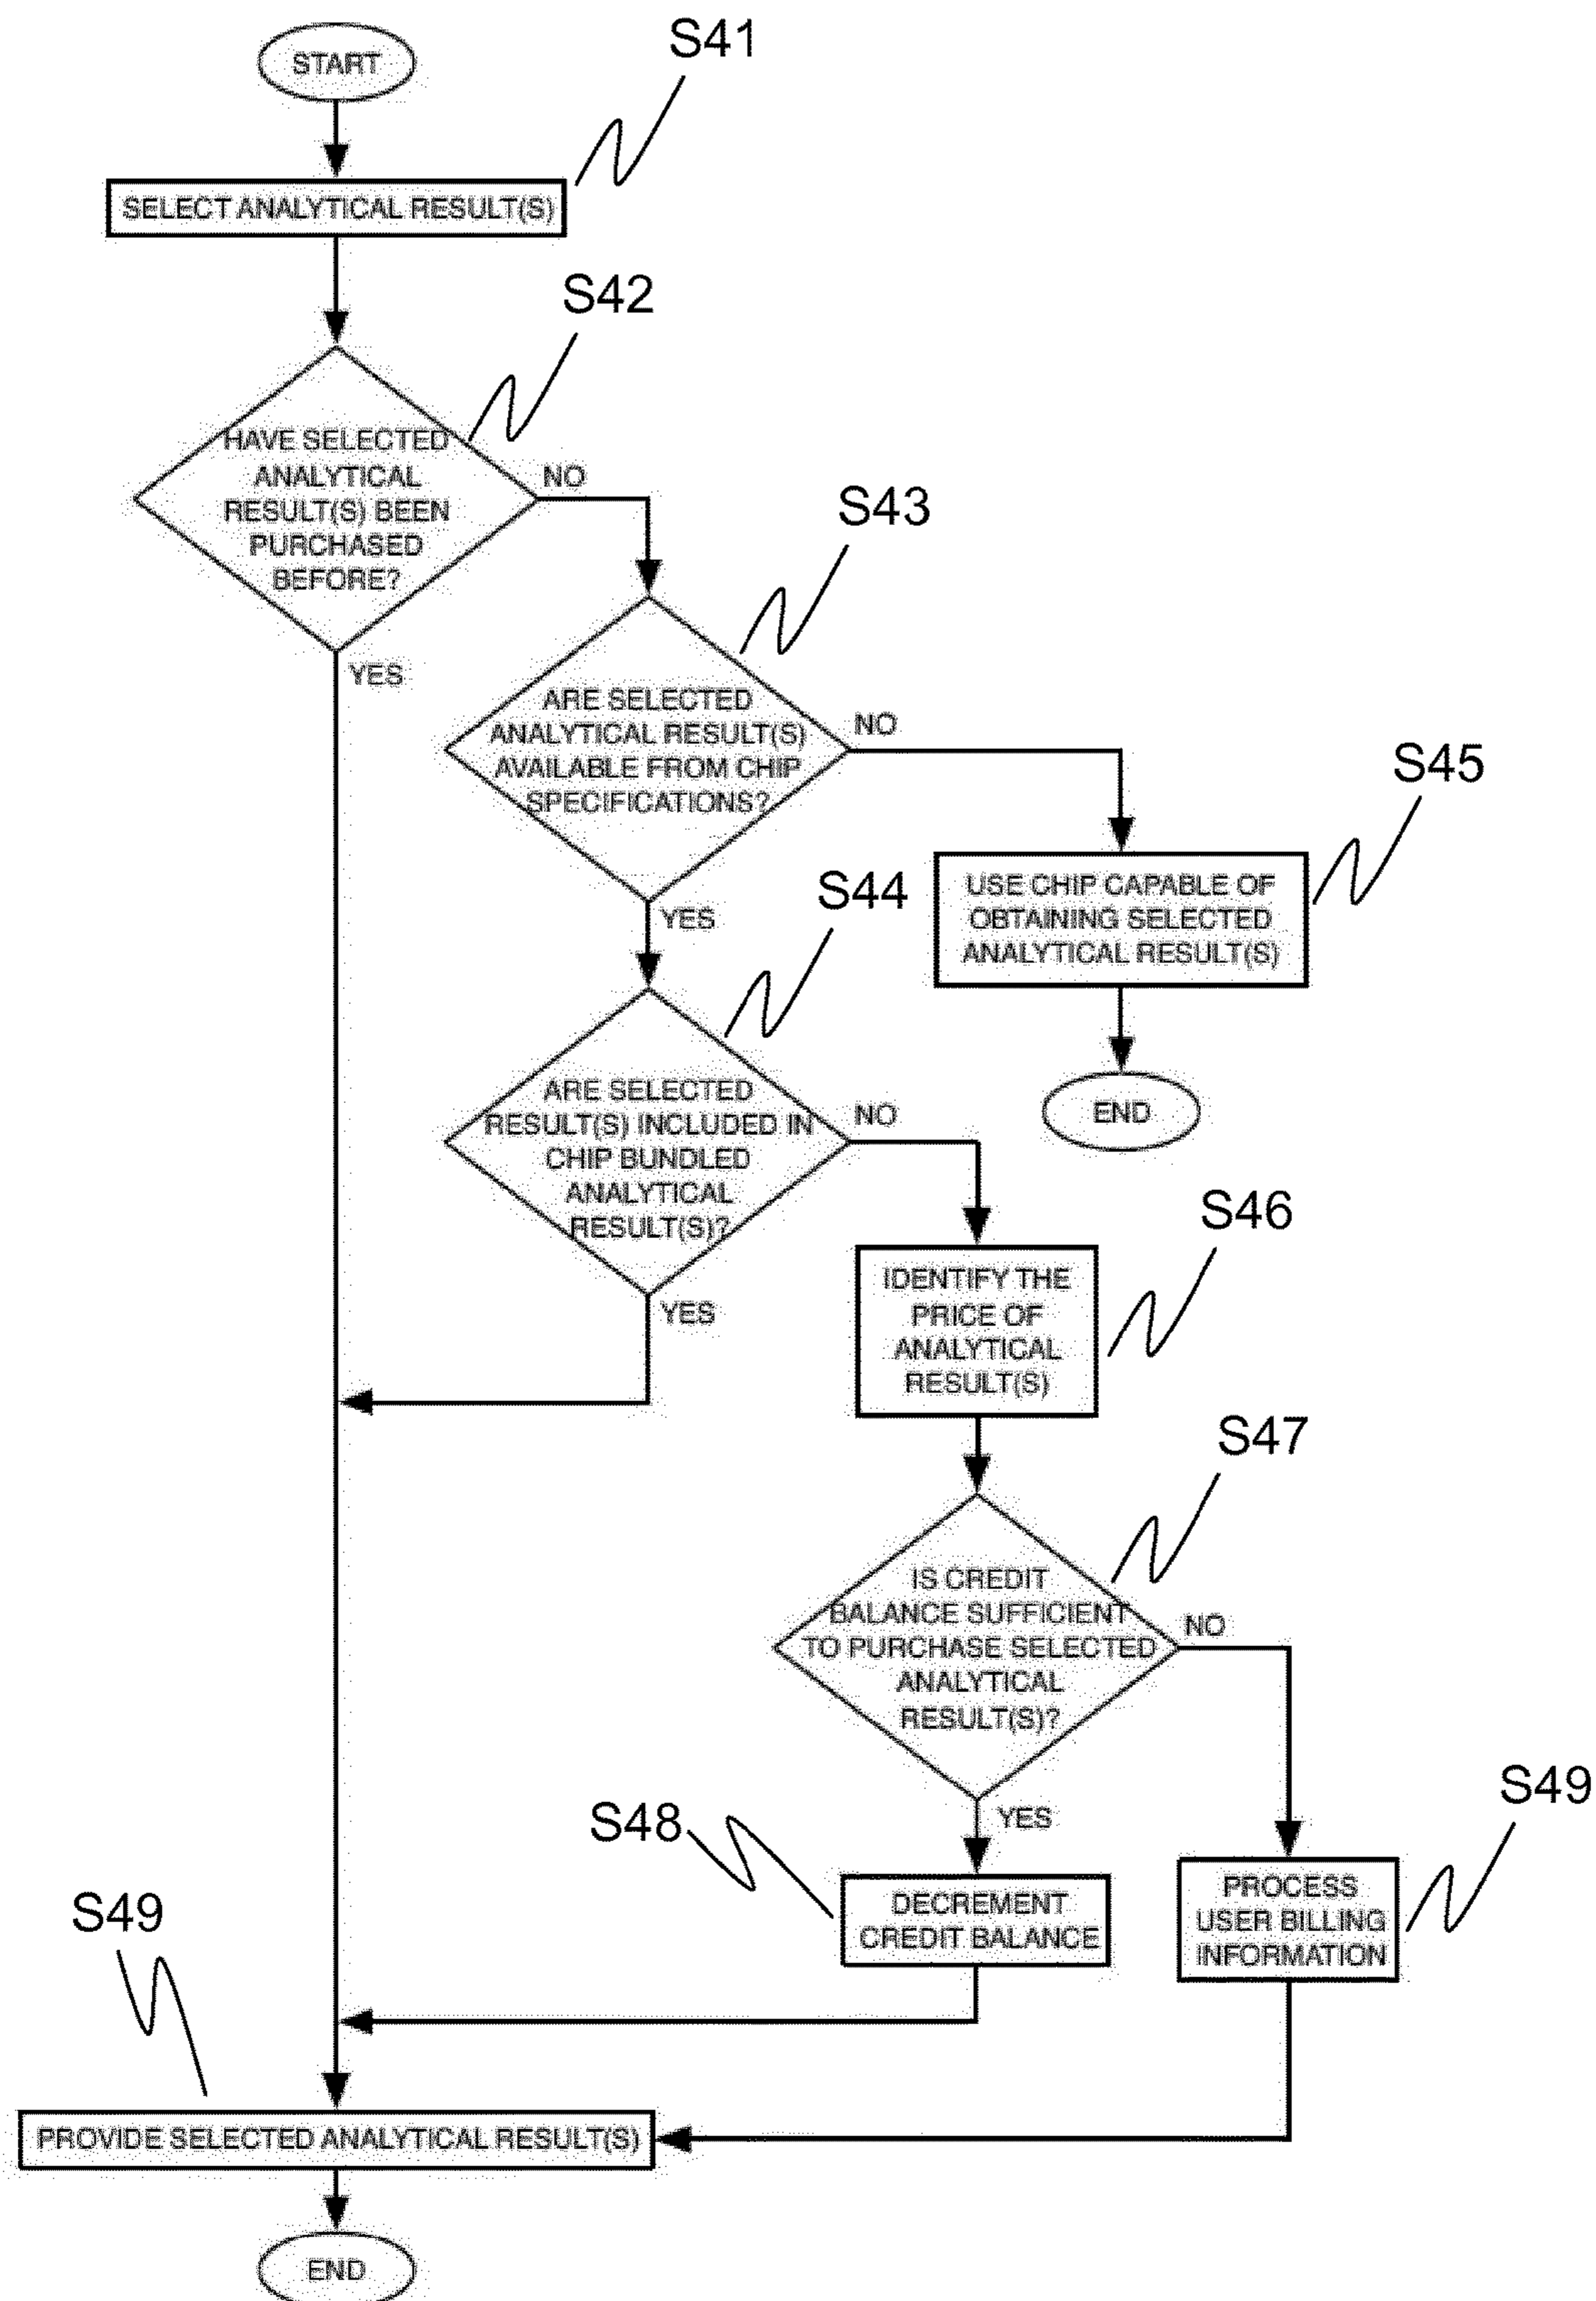 START
S41
SELECT ANALYTICAL RESULT(S)
S42
HAVE SELECTED
ANALYTICAL
RESULT(S) BEEN
PURCHASED
BEFORE?
NO
YES
S43
ARE SELECTED
ANALYTICAL RESULT(S)
AVAILABLE FROM CHIP
SPECIFICATIONS?
NO
YES
S45
USE CHIP CAPABLE OF
OBTAINING SELECTED
ANALYTICAL RESULT(S)
END
S44
ARE SELECTED
RESULT(S) INCLUDED IN
CHIP BUNDLED
ANALYTICAL
RESULT(S)?
NO
YES
S46
IDENTIFY THE
PRICE OF
ANALYTICAL
RESULT(S)
S47
IS CREDIT
BALANCE SUFFICIENT
TO PURCHASE SELECTED
ANALYTICAL
RESULT(S)?
NO
YES
S48
DECREMENT
CREDIT BALANCE
S49
PROCESS
USER BILLING
INFORMATION
S49
PROVIDE SELECTED ANALYTICAL RESULT(S)
END